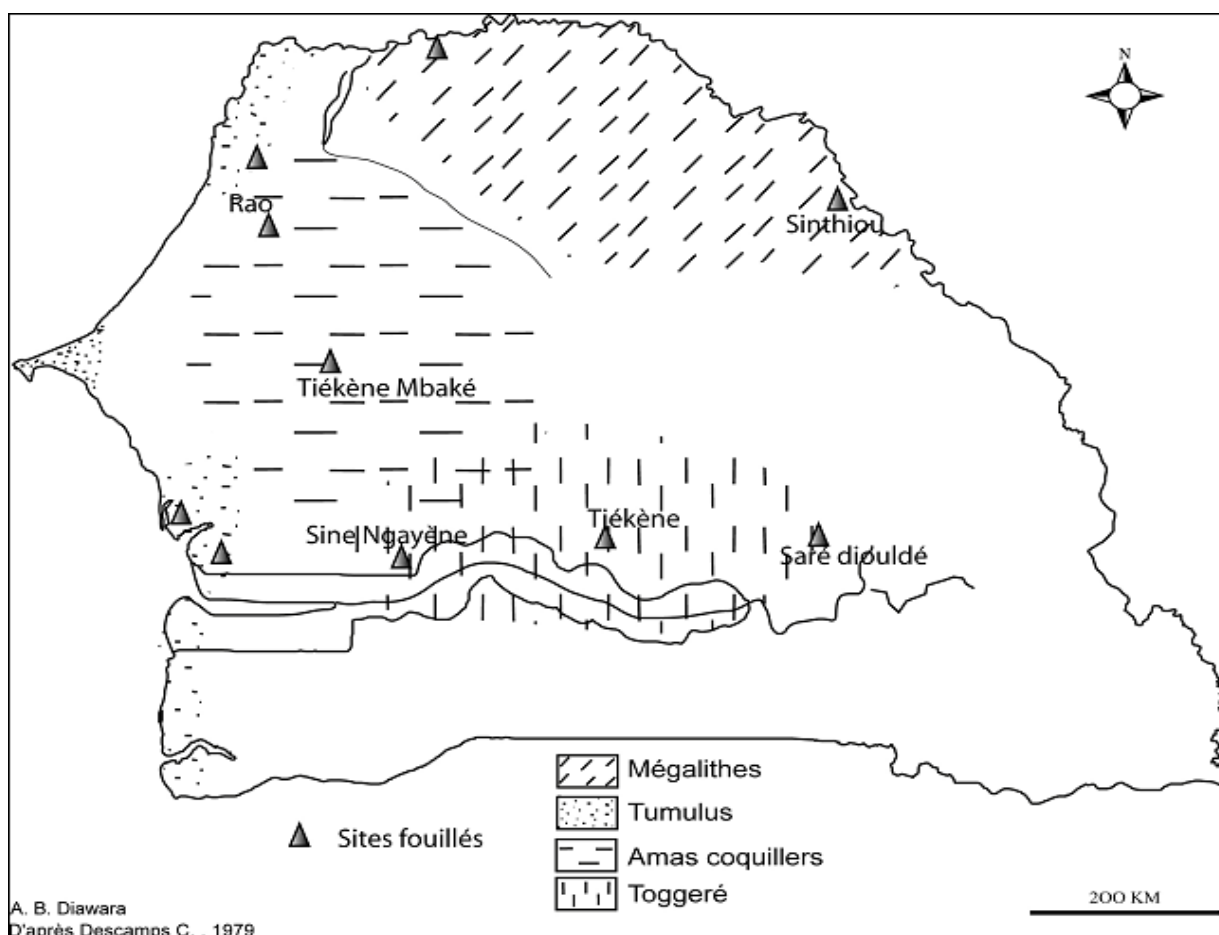 N
Rao
Sinthiou
Tiékène Mbaké
Sine Ngayène
Tiékène
Saré diouldé
Mégalithes
Tumulus
Amas coquillers
Toggeré
Sites fouillés
200 KM
A. B. Diawara
D'après Descamps C. , 1979